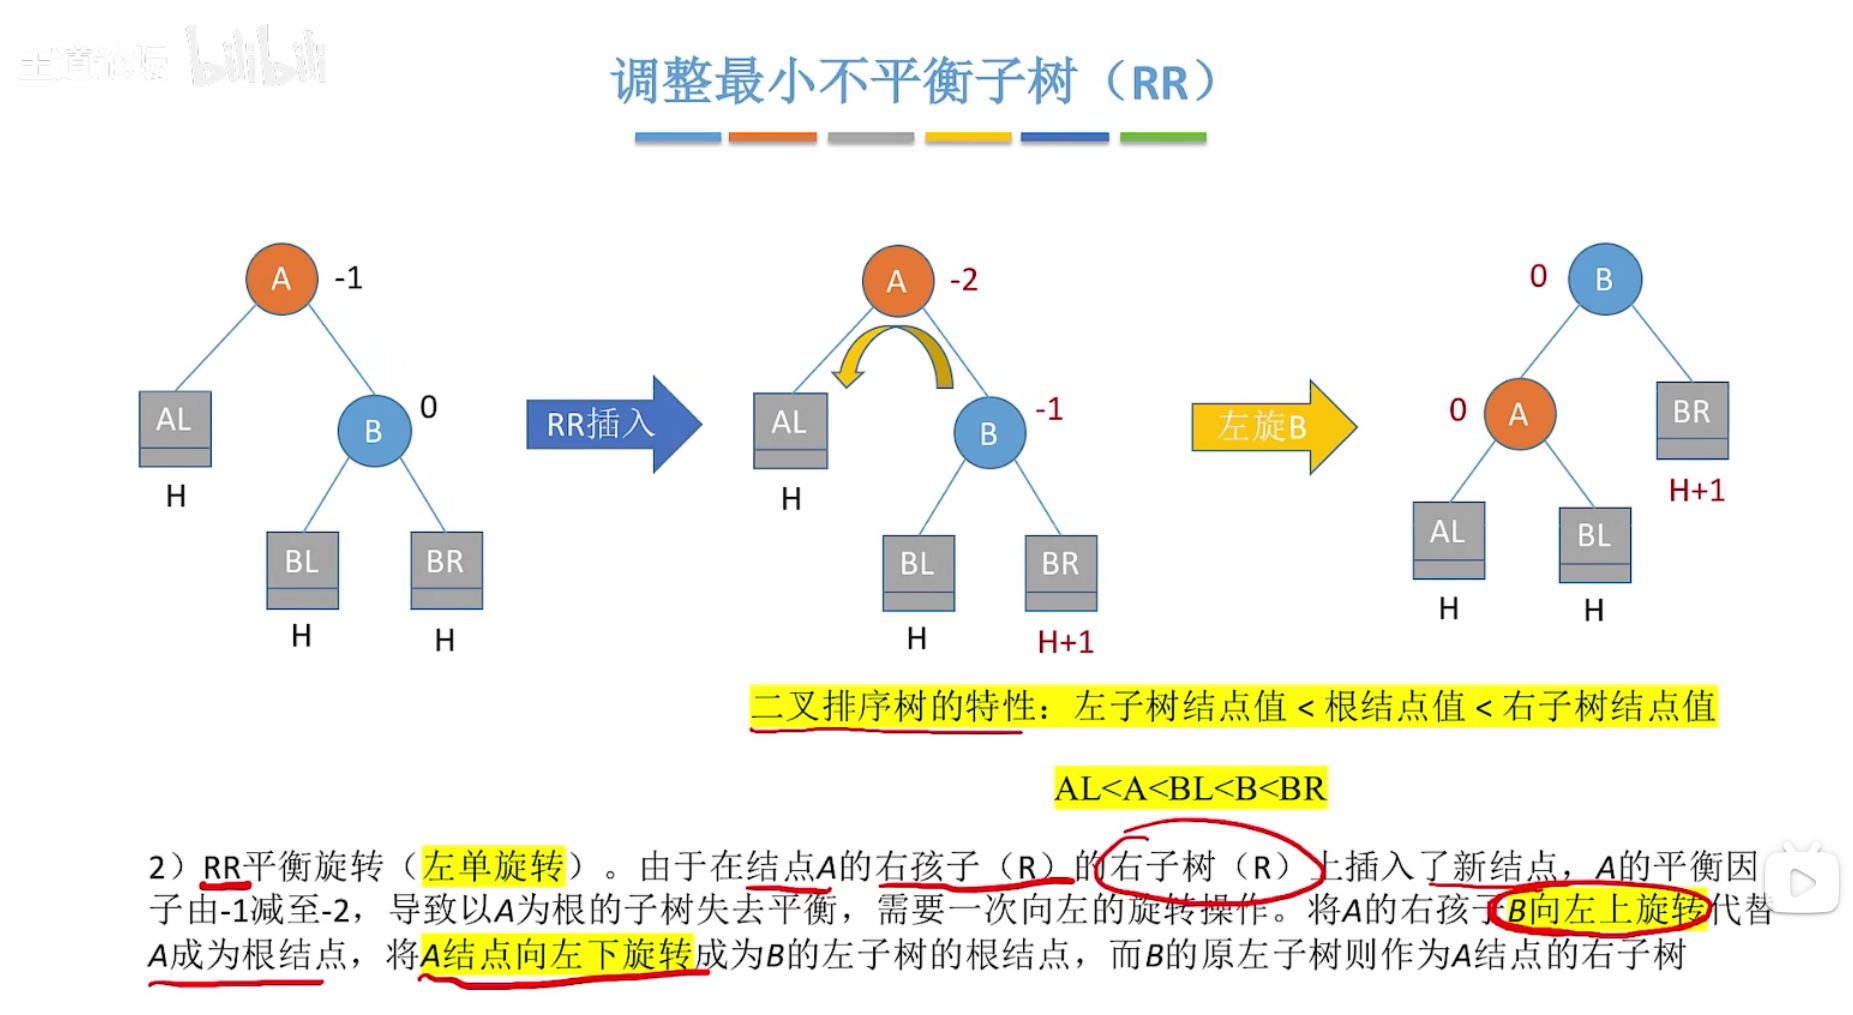 王道论坛 bilibili
调整最小不平衡子树（RR）
A -1
AL
H
B 0
BL
H
BR
H
RR插入
A -2
AL
H
B -1
BL
H
BR
H+1
左旋B
0 B
0 A
BR
H+1
AL
H
BL
H
二叉排序树的特性：左子树结点值 < 根结点值 < 右子树结点值
AL<A<BL<B<BR
2）RR平衡旋转（左单旋转）。由于在结点A的右孩子（R）的右子树（R）上插入了新结点，A的平衡因
子由-1减至-2，导致以A为根的子树失去平衡，需要一次向左的旋转操作。将A的右孩子B向左上旋转代替
A成为根结点，将A结点向左下旋转成为B的左子树的根结点，而B的原左子树则作为A结点的右子树